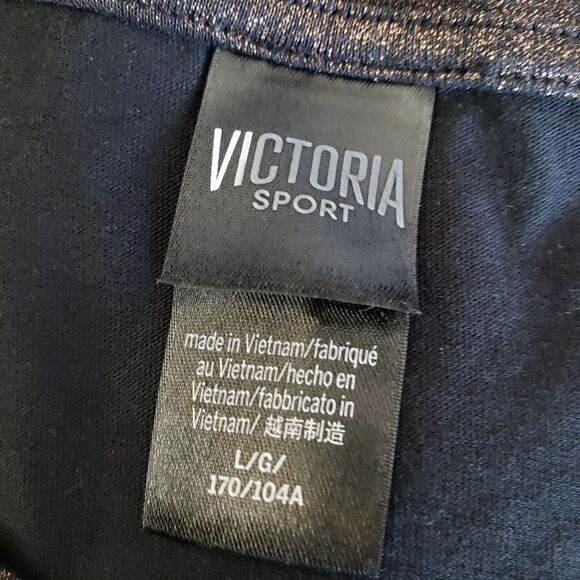 VICTORIA
SPORT
made in Vietnam/fabriqué
au Vietnam/hecho en
Vietnam/fabbricato in
Vietnam/ 越南制造
L/G/
170/104A